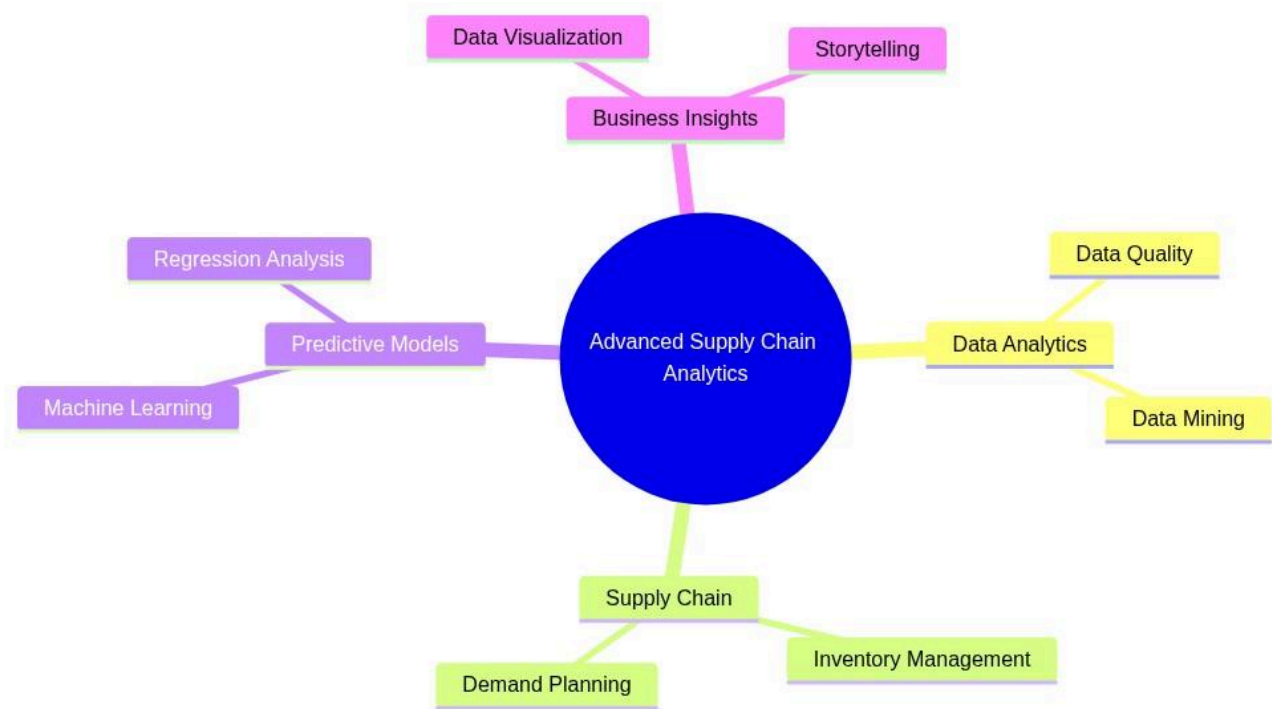 Data Visualization
Storytelling
Business Insights
Regression Analysis
Data Quality
Predictive Models
Advanced Supply Chain
Analytics
Data Analytics
Machine Learning
Data Mining
Supply Chain
Inventory Management
Demand Planning